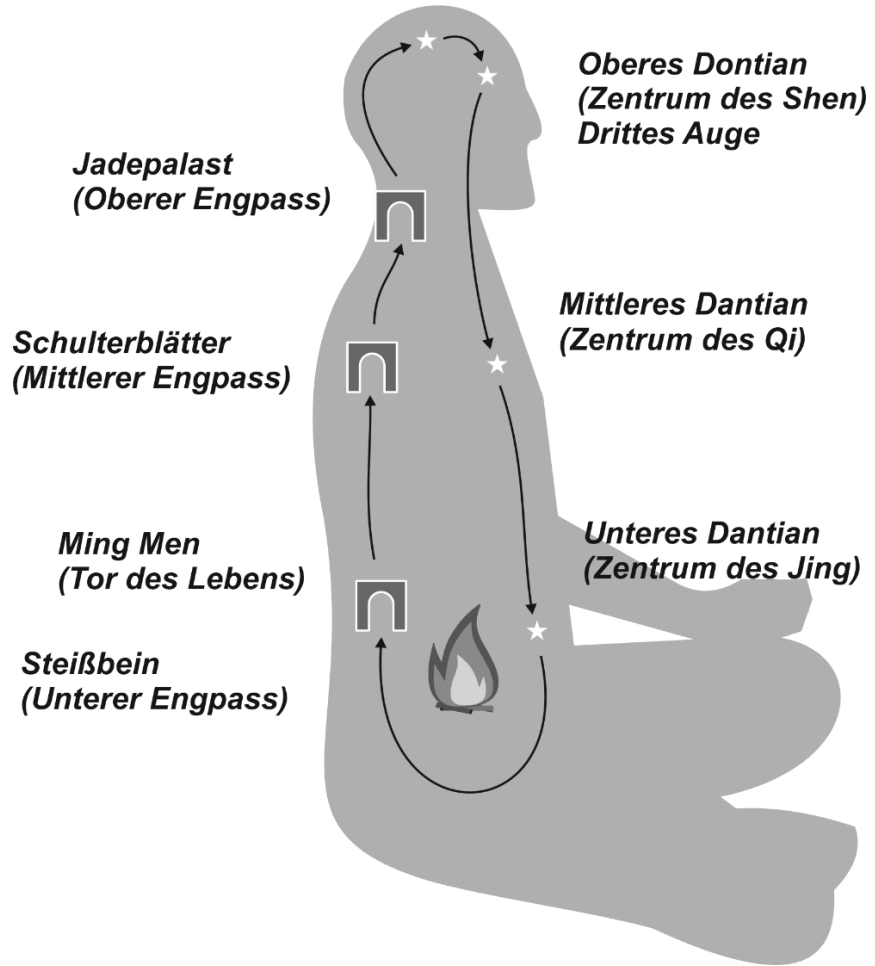 Oberes Dontian
(Zentrum des Shen)
Drittes Auge
Jadepalast
(Oberer Engpass)
Mittleres Dantian
(Zentrum des Qi)
Schulterblätter
(Mittlerer Engpass)
Unteres Dantian
(Zentrum des Jing)
Ming Men
(Tor des Lebens)
Steißbein
(Unterer Engpass)